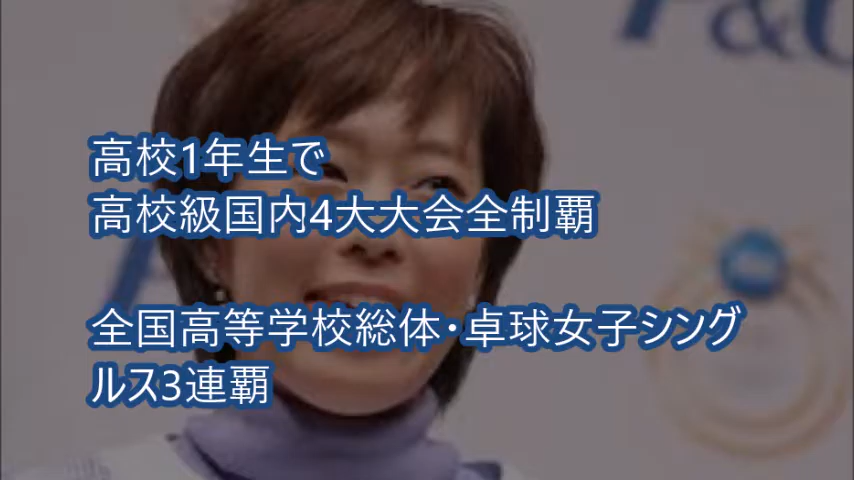 P&G
高校1年生で
高校級国内4大大会全制覇
全国高等学校総体・卓球女子シング
ルス3連覇